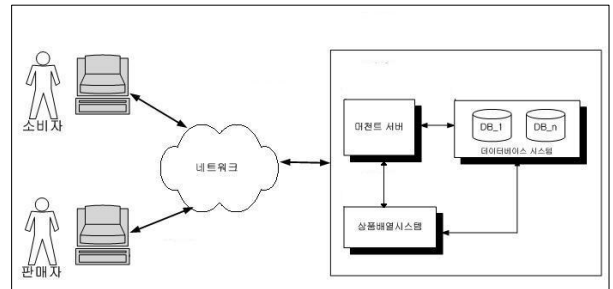 소비자
판매자
네트워크
머천트 서버
DB_1
DB_n
데이터베이스 시스템
상품배열시스템